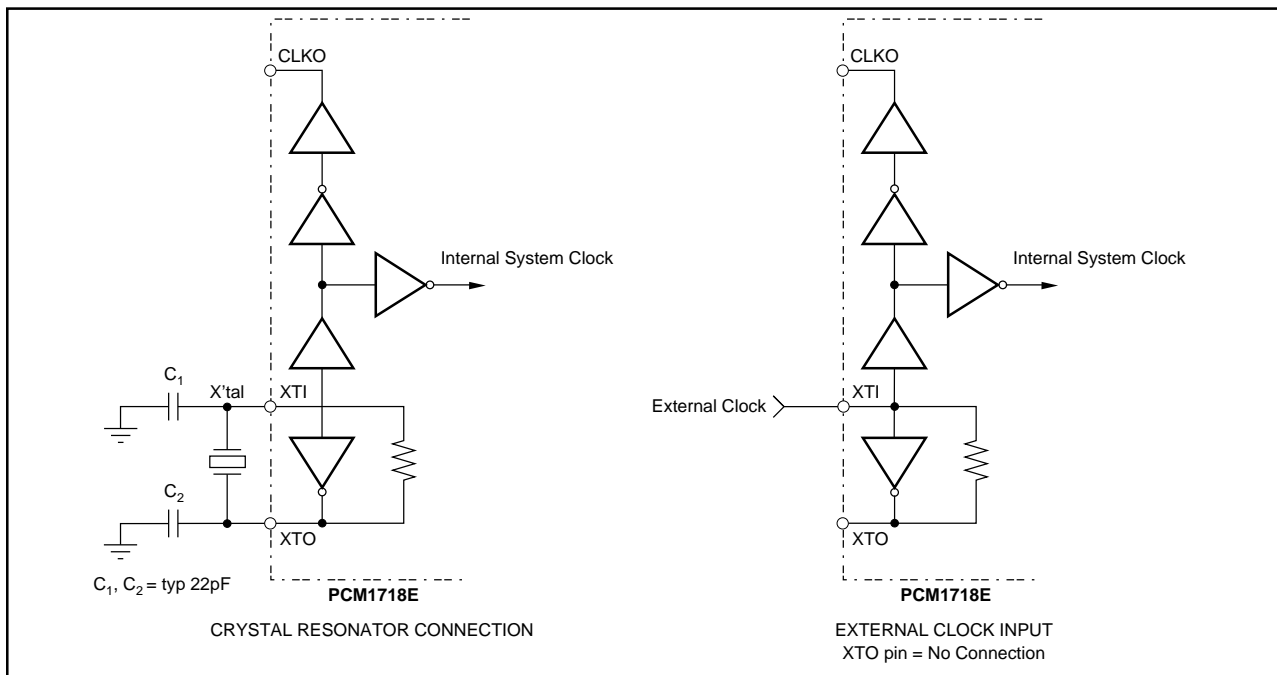 CLKO
Internal System Clock
C₁
X'tal
XTI
C₂
XTO
C₁, C₂ = typ 22pF
PCM1718E
CRYSTAL RESONATOR CONNECTION
CLKO
Internal System Clock
XTI
External Clock
XTO
PCM1718E
EXTERNAL CLOCK INPUT
XTO pin = No Connection